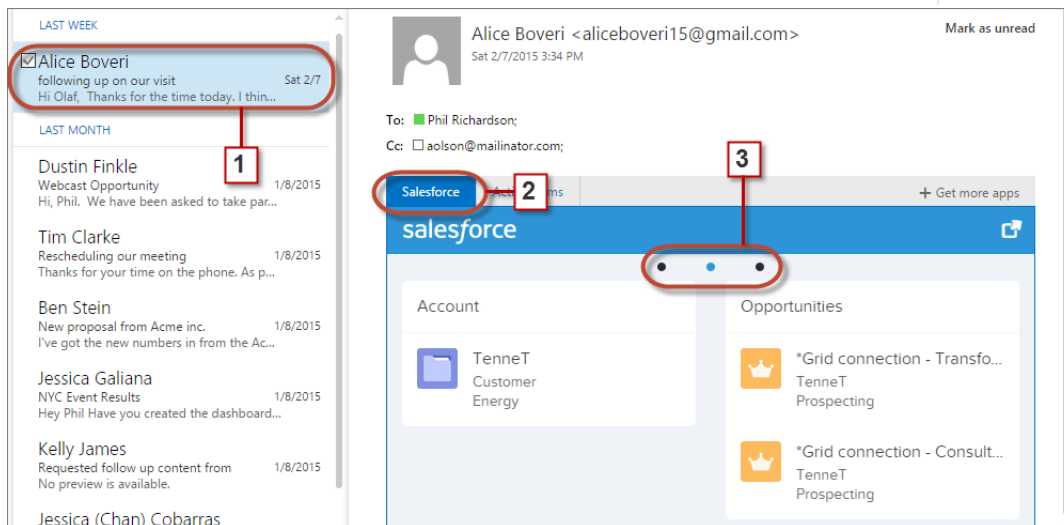 LAST WEEK
Alice Boveri
following up on our visit Sat 2/7
Hi Olaf, Thanks for the time today. I thin...
LAST MONTH
1
Dustin Finkle
Webcast Opportunity 1/8/2015
Hi, Phil. We have been asked to take par...
Tim Clarke
Rescheduling our meeting 1/8/2015
Thanks for your time on the phone. As p...
Ben Stein
New proposal from Acme inc. 1/8/2015
I've got the new numbers in from the Ac...
Jessica Galiana
NYC Event Results 1/8/2015
Hey Phil Have you created the dashboard...
Kelly James
Requested follow up content from 1/8/2015
No preview is available.
Jessica (Chan) Cobarras
Alice Boveri <aliceboveri15@gmail.com>
Mark as unread
Sat 2/7/2015 3:34 PM
To: Phil Richardson;
Cc: aolson@mailinator.com;
3
Salesforce
2
+ Get more apps
salesforce
Account
TenneT
Customer
Energy
Opportunities
*Grid connection - Transfo...
TenneT
Prospecting
*Grid connection - Consult...
TenneT
Prospecting